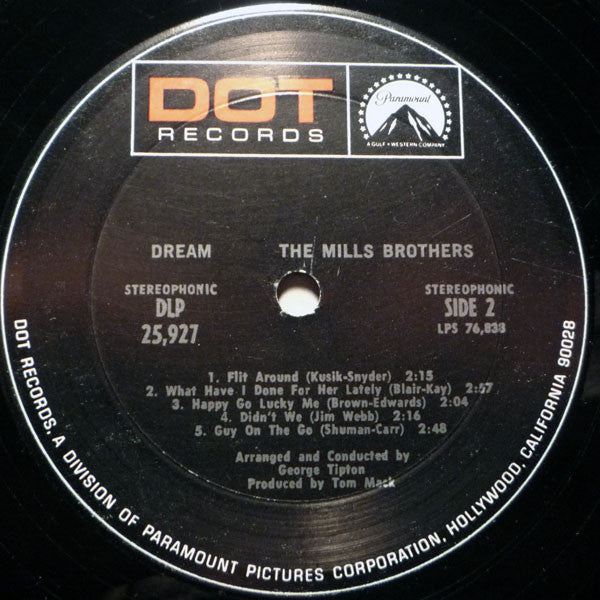 DOT
RECORDS
Paramount
A GULF + WESTERN COMPANY
DREAM THE MILLS BROTHERS
STEREOPHONIC
DLP
25,927
STEREOPHONIC
SIDE 2
LPS 76,838
1. Flit Around (Kusik-Snyder) 2:15
2. What Have I Done For Her Lately (Blair-Kay) 2:57
3. Happy Go Lucky Me (Brown-Edwards) 2:04
4. Didn't We (Jim Webb) 2:16
5. Guy On The Go (Shuman-Carr) 2:48
Arranged and Conducted by
George Tipton
Produced by Tom Mack
DOT RECORDS, A DIVISION OF PARAMOUNT PICTURES CORPORATION, HOLLYWOOD, CALIFORNIA 90028